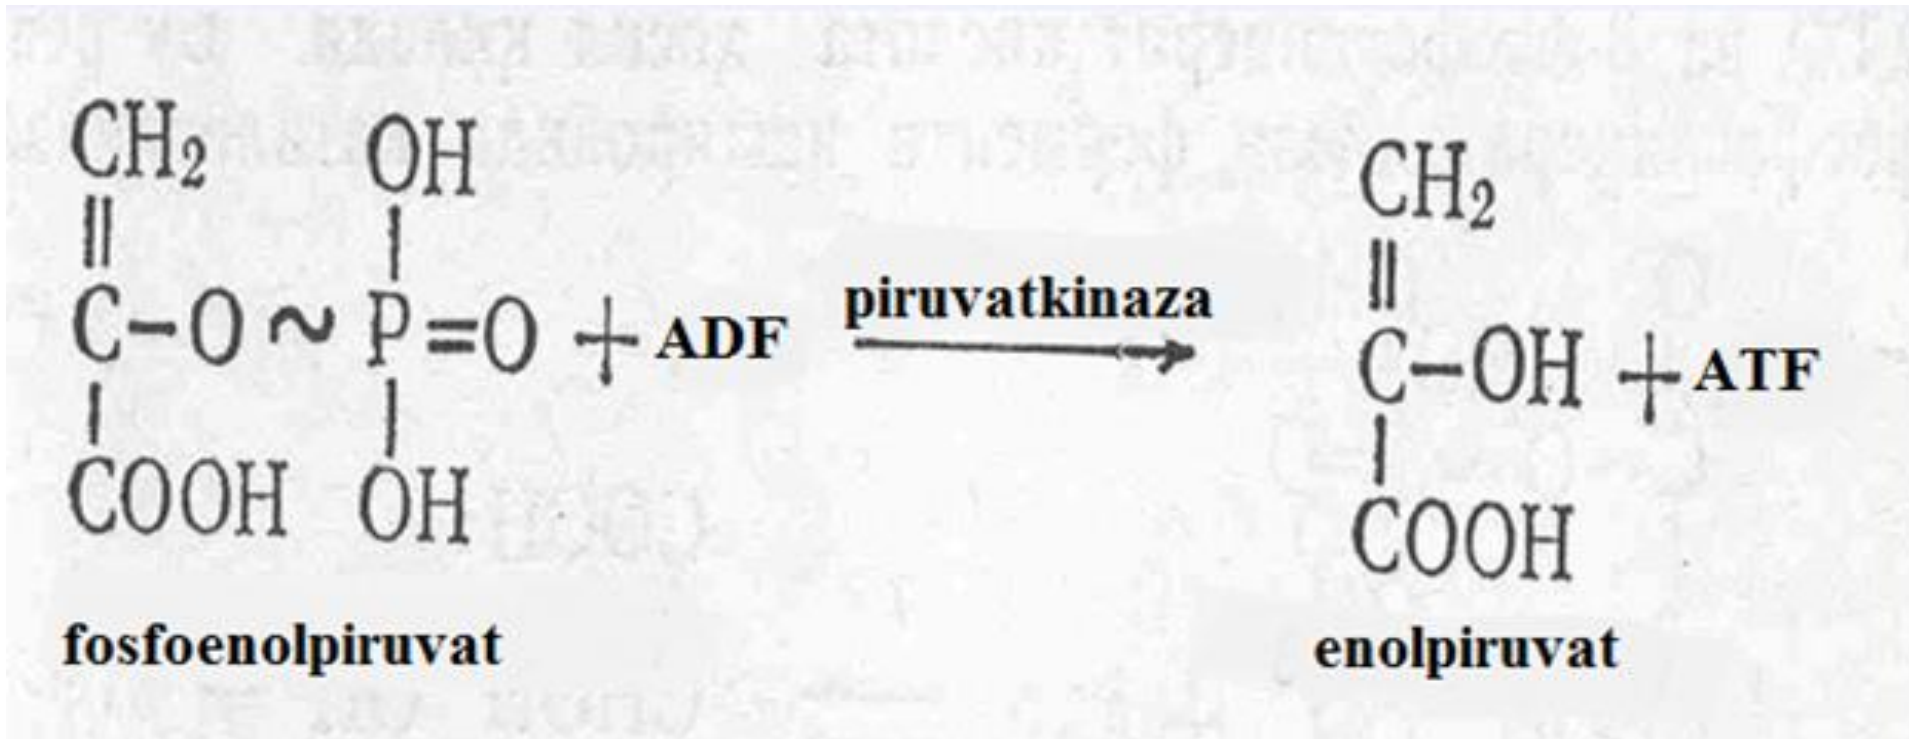 CH2 OH
C-O ~ P=O + ADF piruvatkinaza
COOH OH
fosfoenolpiruvat
CH2
C-OH + ATF
COOH
enolpiruvat